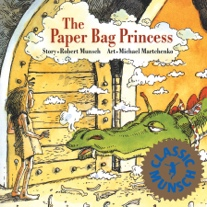 The
Paper Bag Princess
Story • Robert Munsch Art • Michael Martchenko
CLASSIC
MUNSCH